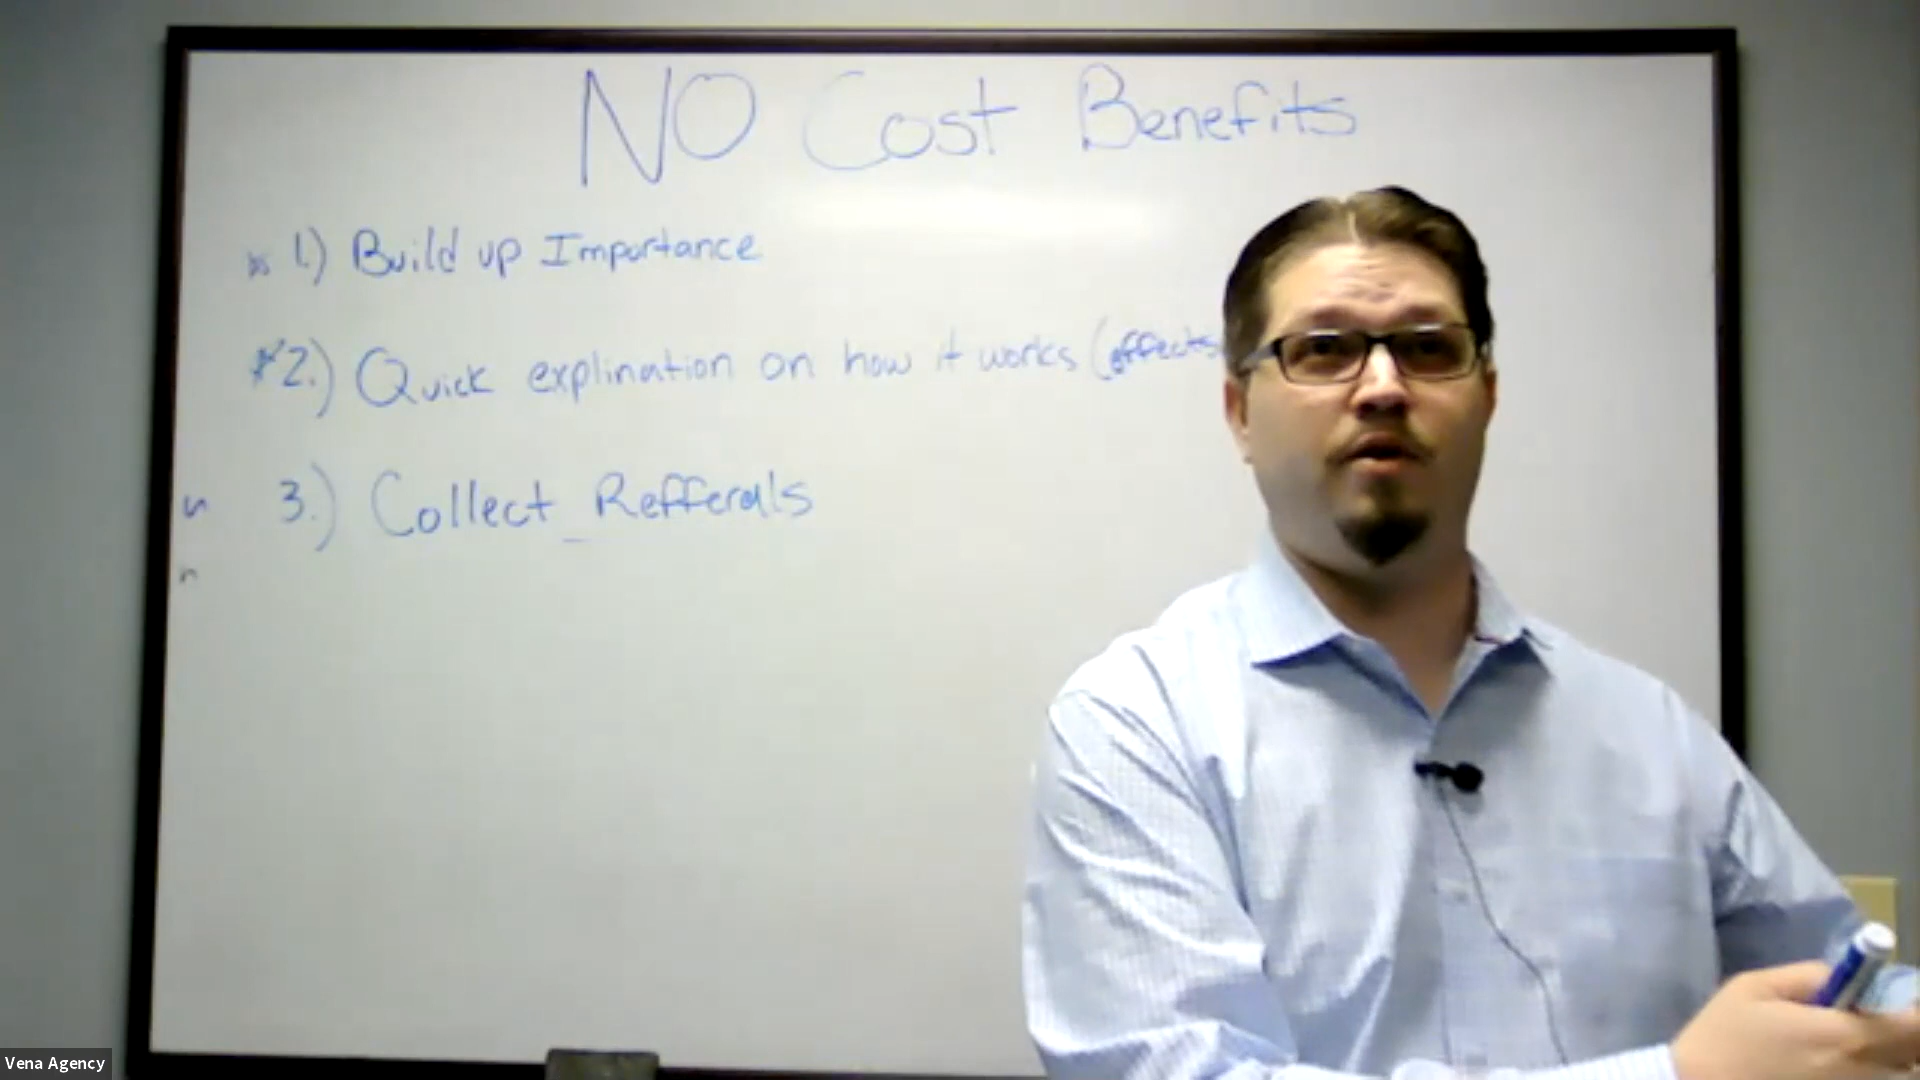 NO Cost Benefits
1.) Build up Importance
*2.) Quick explination on how it works (effects
3.) Collect Refferals
Vena Agency